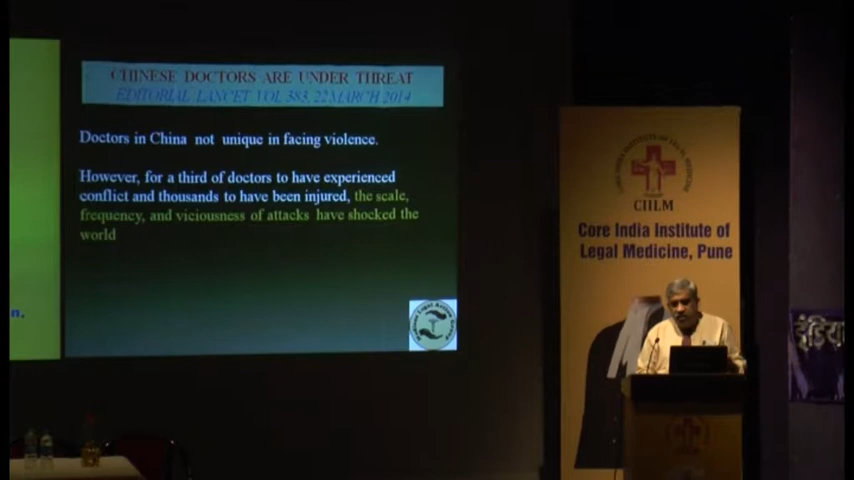 CHINESE DOCTORS ARE UNDER THREAT
EDITORIAL LANCET VOL 383, 22 MARCH 2014
Doctors in China not unique in facing violence.
However, for a third of doctors to have experienced
conflict and thousands to have been injured, the scale,
frequency, and viciousness of attacks have shocked the
world
n.
CIILM
Core India Institute of
Legal Medicine, Pune